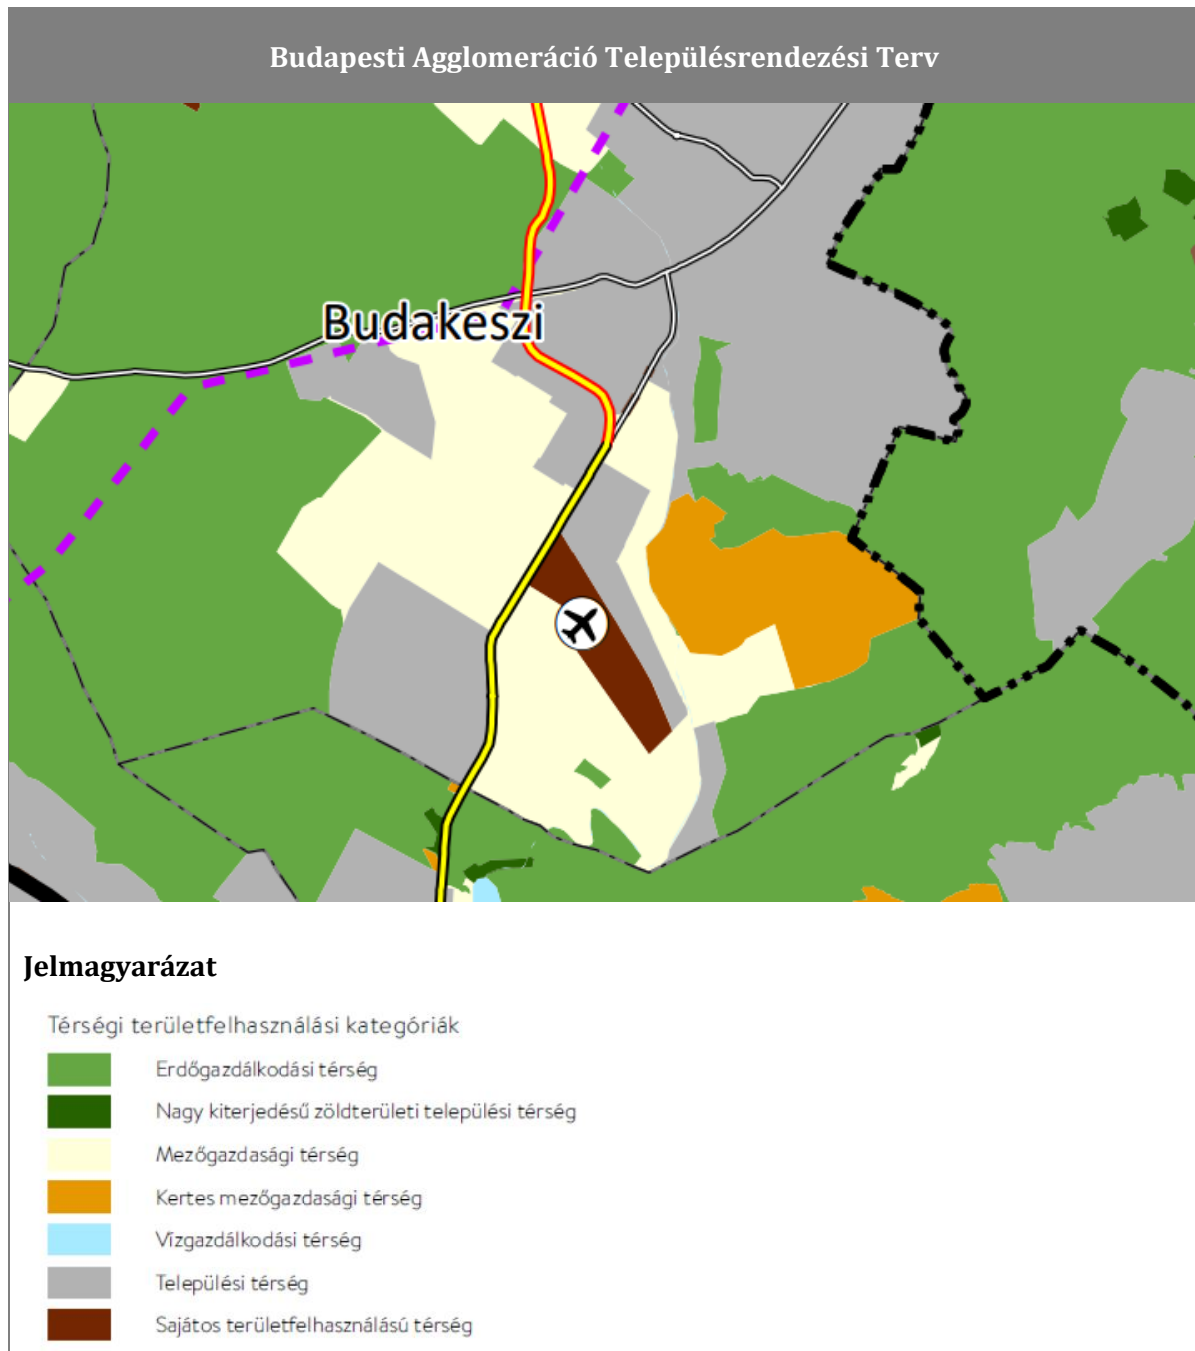 Budapesti Agglomeráció Településrendezési Terv
Budakeszi
Jelmagyarázat
Térségi területfelhasználási kategóriák
Erdőgazdálkodási térség
Nagy kiterjedésű zöldterületi települési térség
Mezőgazdasági térség
Kertes mezőgazdasági térség
Vízgazdálkodási térség
Települési térség
Sajátos területfelhasználású térség